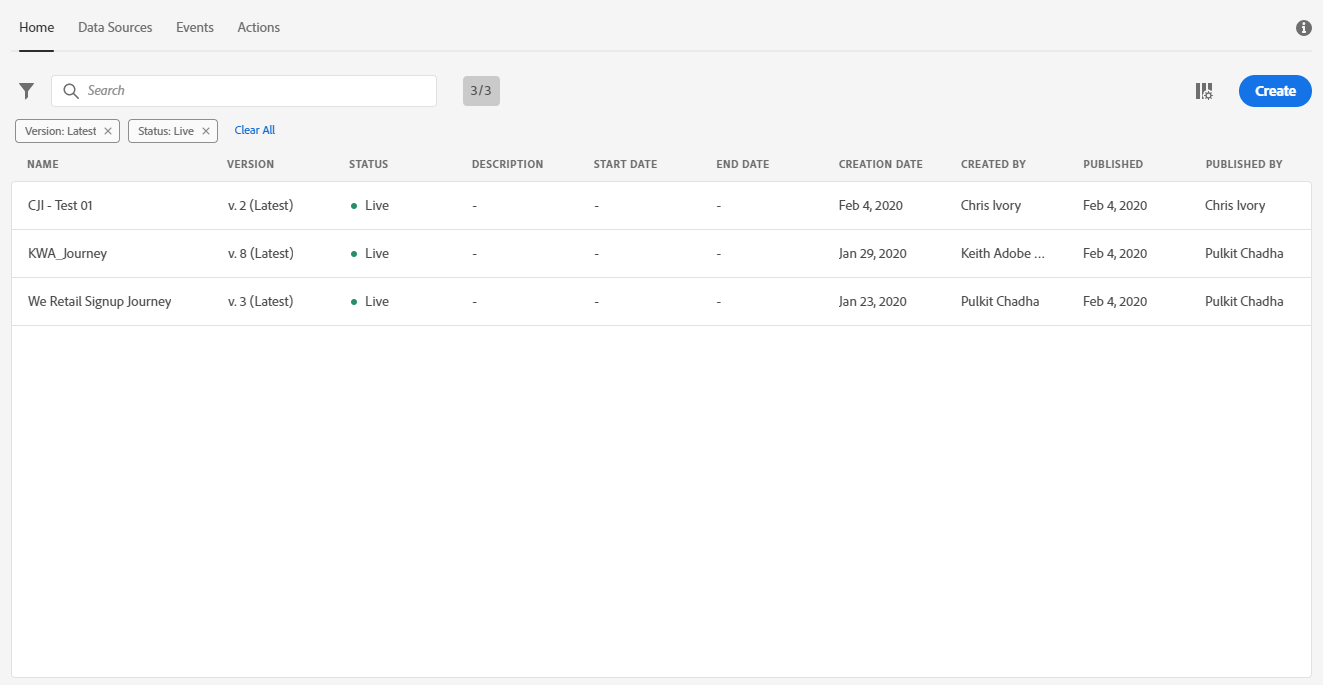 Home Data Sources Events Actions
Search 3/3 Create
Version: Latest Status: Live Clear All
NAME VERSION STATUS DESCRIPTION START DATE END DATE CREATION DATE CREATED BY PUBLISHED PUBLISHED BY
CJI - Test 01 v. 2 (Latest) Live - - - Feb 4, 2020 Chris Ivory Feb 4, 2020 Chris Ivory
KWA_Journey v. 8 (Latest) Live - - - Jan 29, 2020 Keith Adobe ... Feb 4, 2020 Pulkit Chadha
We Retail Signup Journey v. 3 (Latest) Live - - - Jan 23, 2020 Pulkit Chadha Feb 4, 2020 Pulkit Chadha